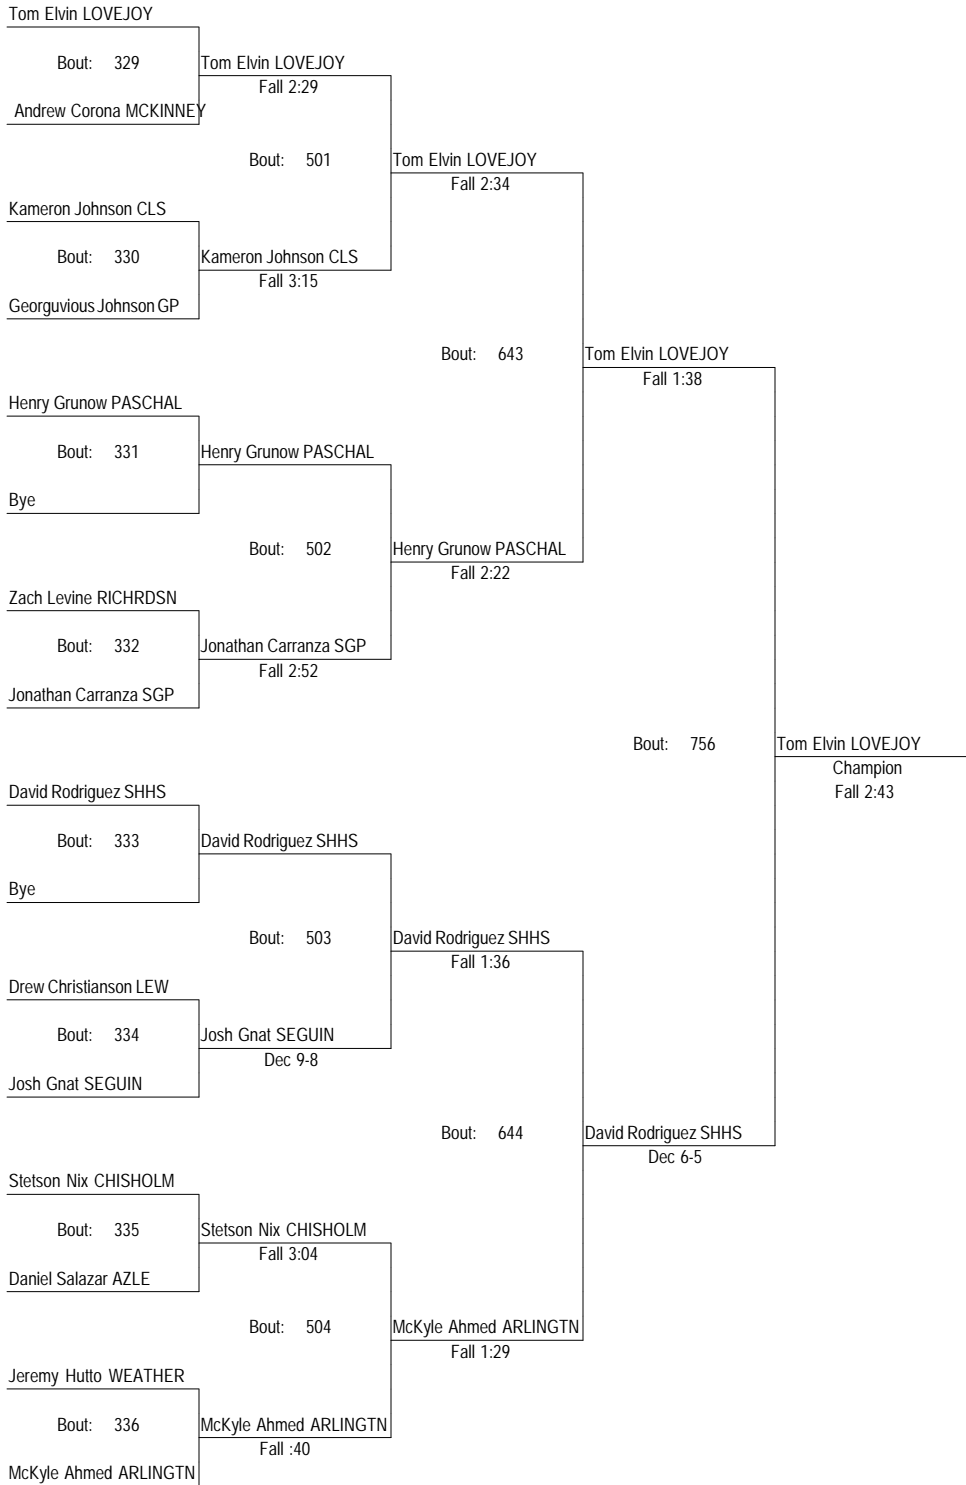 Tom Elvin LOVEJOY
Bout: 329
Tom Elvin LOVEJOY
Fall 2:29
Andrew Corona MCKINNEY
Bout: 501
Tom Elvin LOVEJOY
Fall 2:34
Kameron Johnson CLS
Bout: 330
Kameron Johnson CLS
Fall 3:15
Georguvious Johnson GP
Bout: 643
Tom Elvin LOVEJOY
Fall 1:38
Henry Grunow PASCHAL
Bout: 331
Henry Grunow PASCHAL
Bye
Bout: 502
Henry Grunow PASCHAL
Fall 2:22
Zach Levine RICHRDSN
Bout: 332
Jonathan Carranza SGP
Fall 2:52
Jonathan Carranza SGP
Bout: 756
Tom Elvin LOVEJOY
Champion
Fall 2:43
David Rodriguez SHHS
Bout: 333
David Rodriguez SHHS
Bye
Bout: 503
David Rodriguez SHHS
Fall 1:36
Drew Christianson LEW
Bout: 334
Josh Gnat SEGUIN
Dec 9-8
Josh Gnat SEGUIN
Bout: 644
David Rodriguez SHHS
Dec 6-5
Stetson Nix CHISHOLM
Bout: 335
Stetson Nix CHISHOLM
Fall 3:04
Daniel Salazar AZLE
Bout: 504
McKyle Ahmed ARLINGTN
Fall 1:29
Jeremy Hutto WEATHER
Bout: 336
McKyle Ahmed ARLINGTN
Fall :40
McKyle Ahmed ARLINGTN